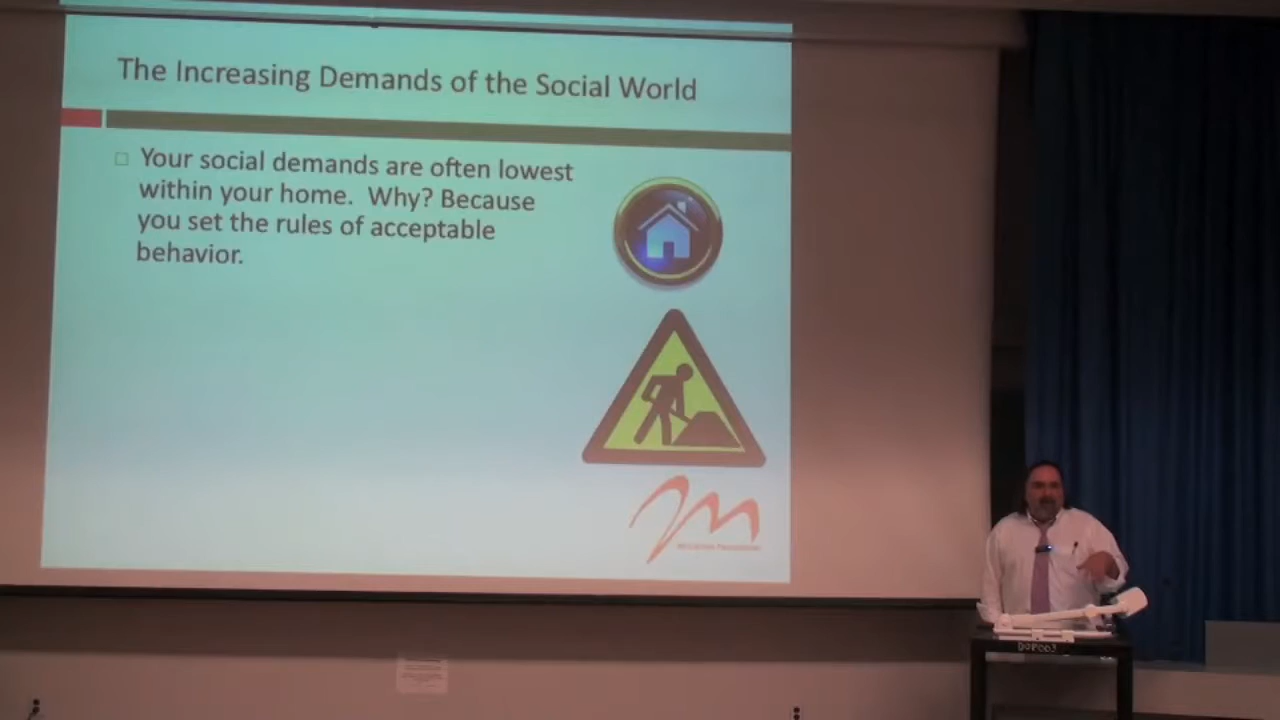 The Increasing Demands of the Social World
Your social demands are often lowest
within your home.  Why? Because
you set the rules of acceptable
behavior.